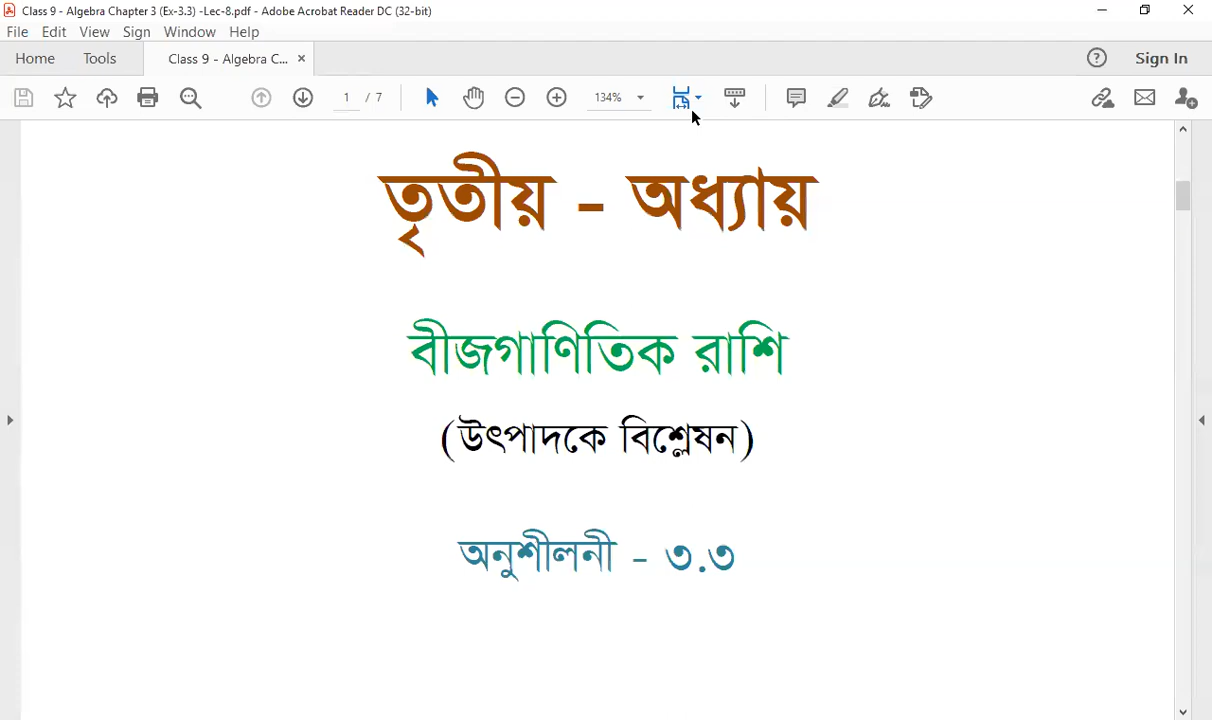 Class 9 - Algebra Chapter 3 (Ex-3.3) -Lec-8.pdf - Adobe Acrobat Reader DC (32-bit)
File Edit View Sign Window Help
Home Tools Class 9 - Algebra C... × ? Sign In
1 / 7 134%
তৃতীয় - অধ্যায়
বীজগাণিতিক রাশি
(উৎপাদকে বিশ্লেষন)
অনুশীলনী - ৩.৩